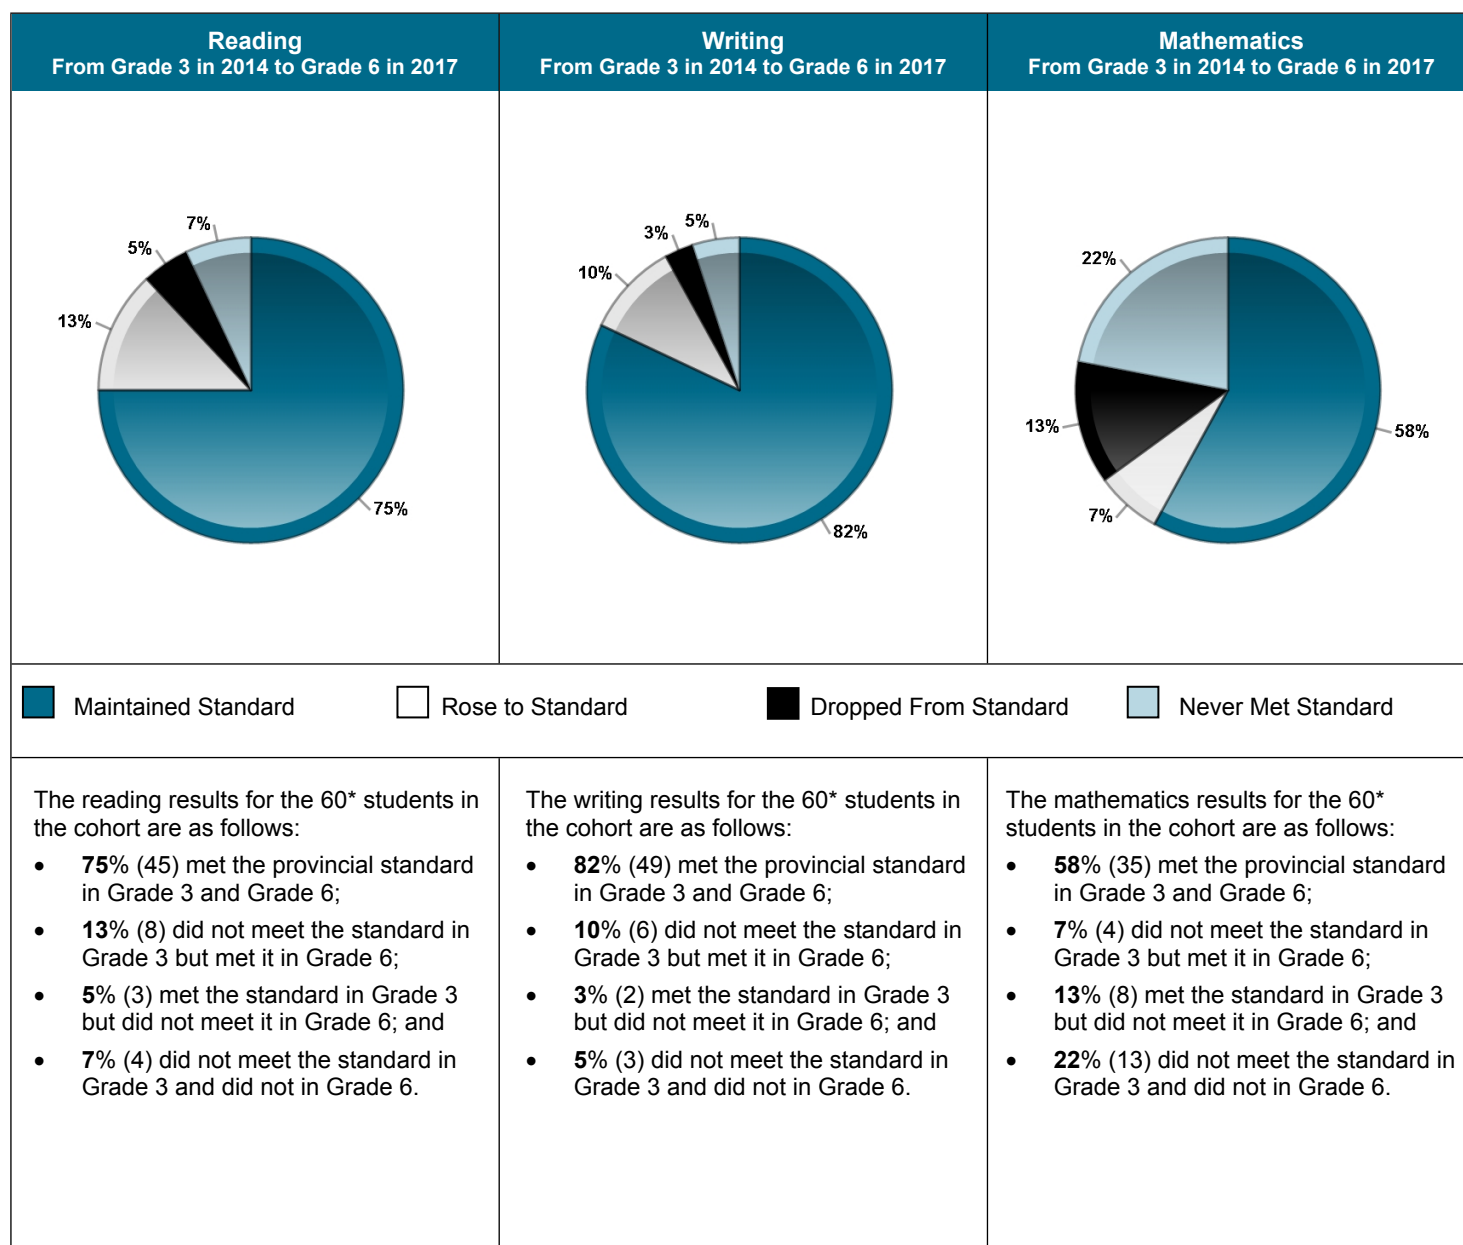 Reading
From Grade 3 in 2014 to Grade 6 in 2017
Writing
From Grade 3 in 2014 to Grade 6 in 2017
Mathematics
From Grade 3 in 2014 to Grade 6 in 2017
7%
5%
13%
75%
5%
3%
10%
82%
22%
13%
7%
58%
Maintained Standard
Rose to Standard
Dropped From Standard
Never Met Standard
The reading results for the 60* students in
the cohort are as follows:
• 75% (45) met the provincial standard
in Grade 3 and Grade 6;
• 13% (8) did not meet the standard in
Grade 3 but met it in Grade 6;
• 5% (3) met the standard in Grade 3
but did not meet it in Grade 6; and
• 7% (4) did not meet the standard in
Grade 3 and did not in Grade 6.
The writing results for the 60* students in
the cohort are as follows:
• 82% (49) met the provincial standard
in Grade 3 and Grade 6;
• 10% (6) did not meet the standard in
Grade 3 but met it in Grade 6;
• 3% (2) met the standard in Grade 3
but did not meet it in Grade 6; and
• 5% (3) did not meet the standard in
Grade 3 and did not in Grade 6.
The mathematics results for the 60*
students in the cohort are as follows:
• 58% (35) met the provincial standard
in Grade 3 and Grade 6;
• 7% (4) did not meet the standard in
Grade 3 but met it in Grade 6;
• 13% (8) met the standard in Grade 3
but did not meet it in Grade 6; and
• 22% (13) did not meet the standard in
Grade 3 and did not in Grade 6.